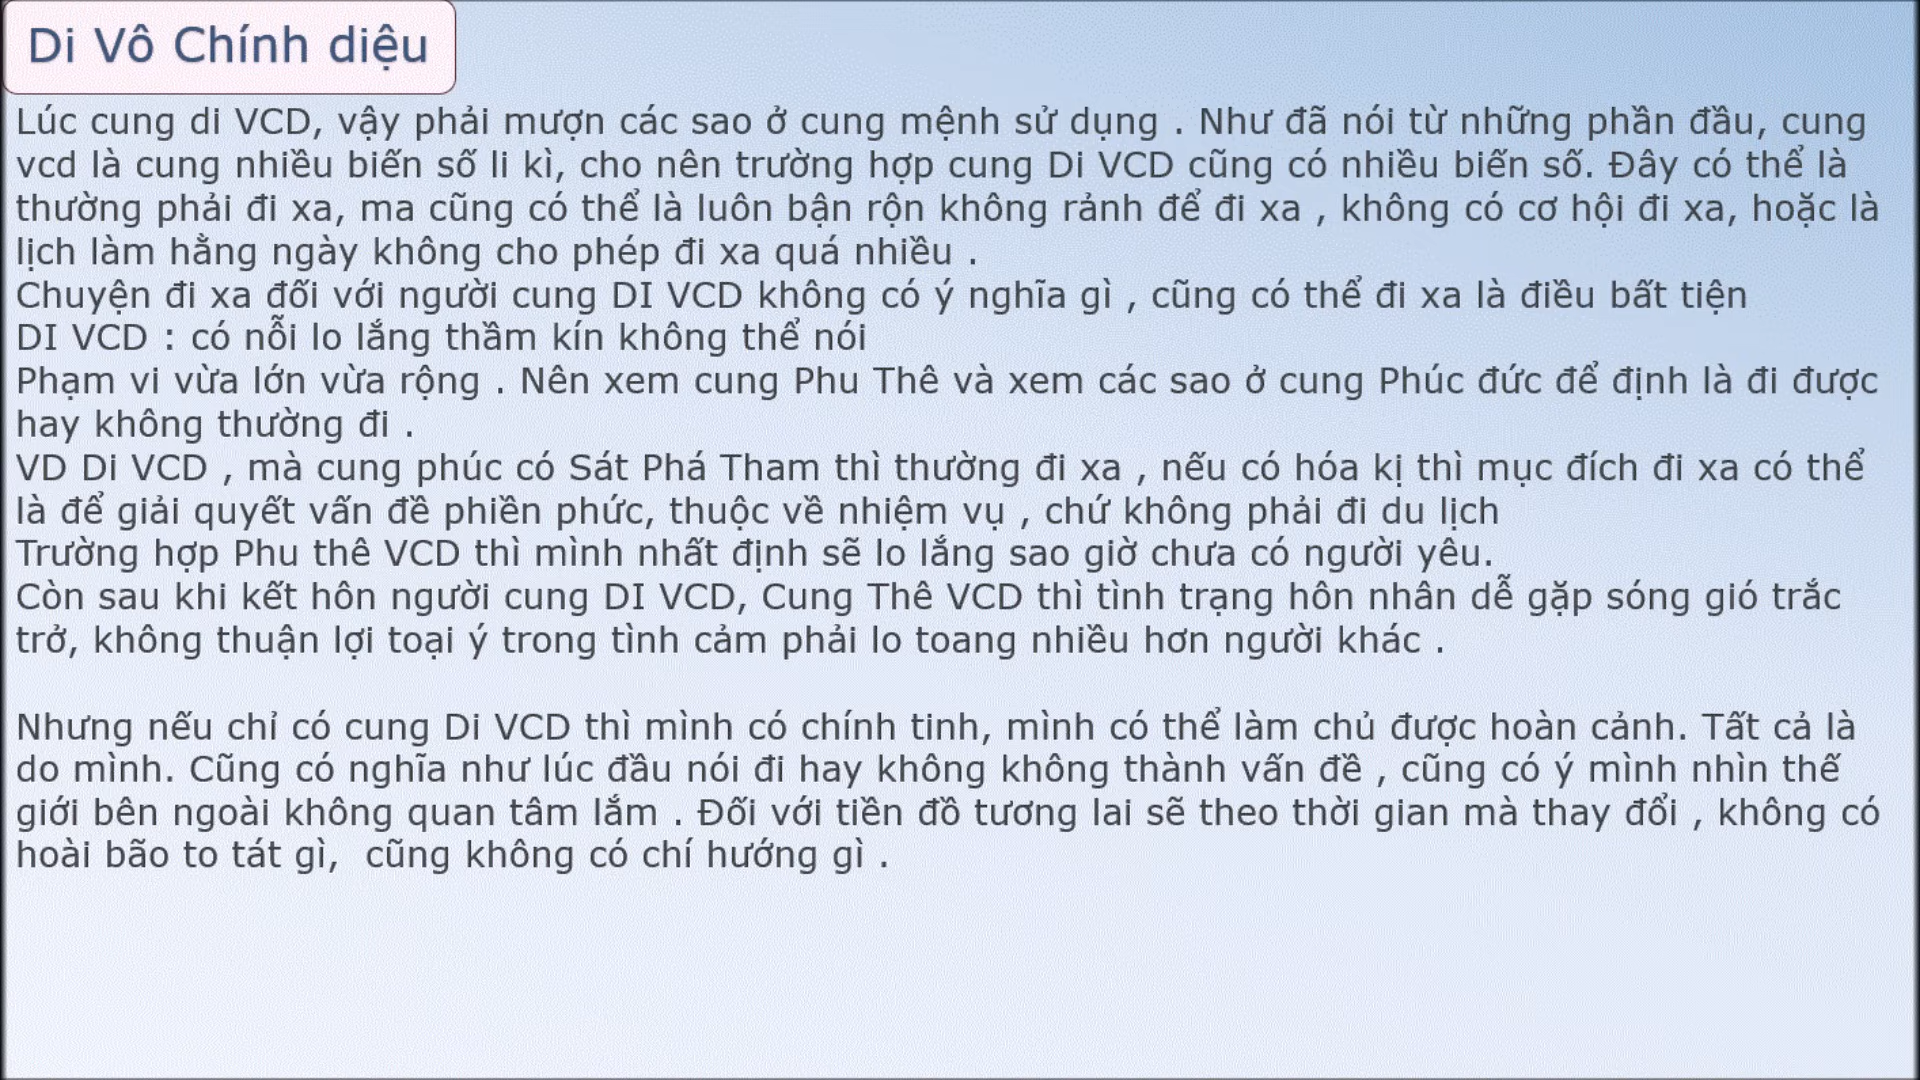 Di Vô Chính diệu
Lúc cung di VCD, vậy phải mượn các sao ở cung mệnh sử dụng . Như đã nói từ những phần đầu, cung
vcd là cung nhiều biến số li kì, cho nên trường hợp cung Di VCD cũng có nhiều biến số. Đây có thể là
thường phải đi xa, ma cũng có thể là luôn bận rộn không rảnh để đi xa , không có cơ hội đi xa, hoặc là
lịch làm hằng ngày không cho phép đi xa quá nhiều .
Chuyện đi xa đối với người cung DI VCD không có ý nghĩa gì , cũng có thể đi xa là điều bất tiện
DI VCD : có nỗi lo lắng thầm kín không thể nói
Phạm vi vừa lớn vừa rộng . Nên xem cung Phu Thê và xem các sao ở cung Phúc đức để định là đi được
hay không thường đi .
VD Di VCD , mà cung phúc có Sát Phá Tham thì thường đi xa , nếu có hóa kị thì mục đích đi xa có thể
là để giải quyết vấn đề phiền phức, thuộc về nhiệm vụ , chứ không phải đi du lịch
Trường hợp Phu thê VCD thì mình nhất định sẽ lo lắng sao giờ chưa có người yêu.
Còn sau khi kết hôn người cung DI VCD, Cung Thê VCD thì tình trạng hôn nhân dễ gặp sóng gió trắc
trở, không thuận lợi toại ý trong tình cảm phải lo toang nhiều hơn người khác .
Nhưng nếu chỉ có cung Di VCD thì mình có chính tinh, mình có thể làm chủ được hoàn cảnh. Tất cả là
do mình. Cũng có nghĩa như lúc đầu nói đi hay không không thành vấn đề , cũng có ý mình nhìn thế
giới bên ngoài không quan tâm lắm . Đối với tiền đồ tương lai sẽ theo thời gian mà thay đổi , không có
hoài bão to tát gì,  cũng không có chí hướng gì .